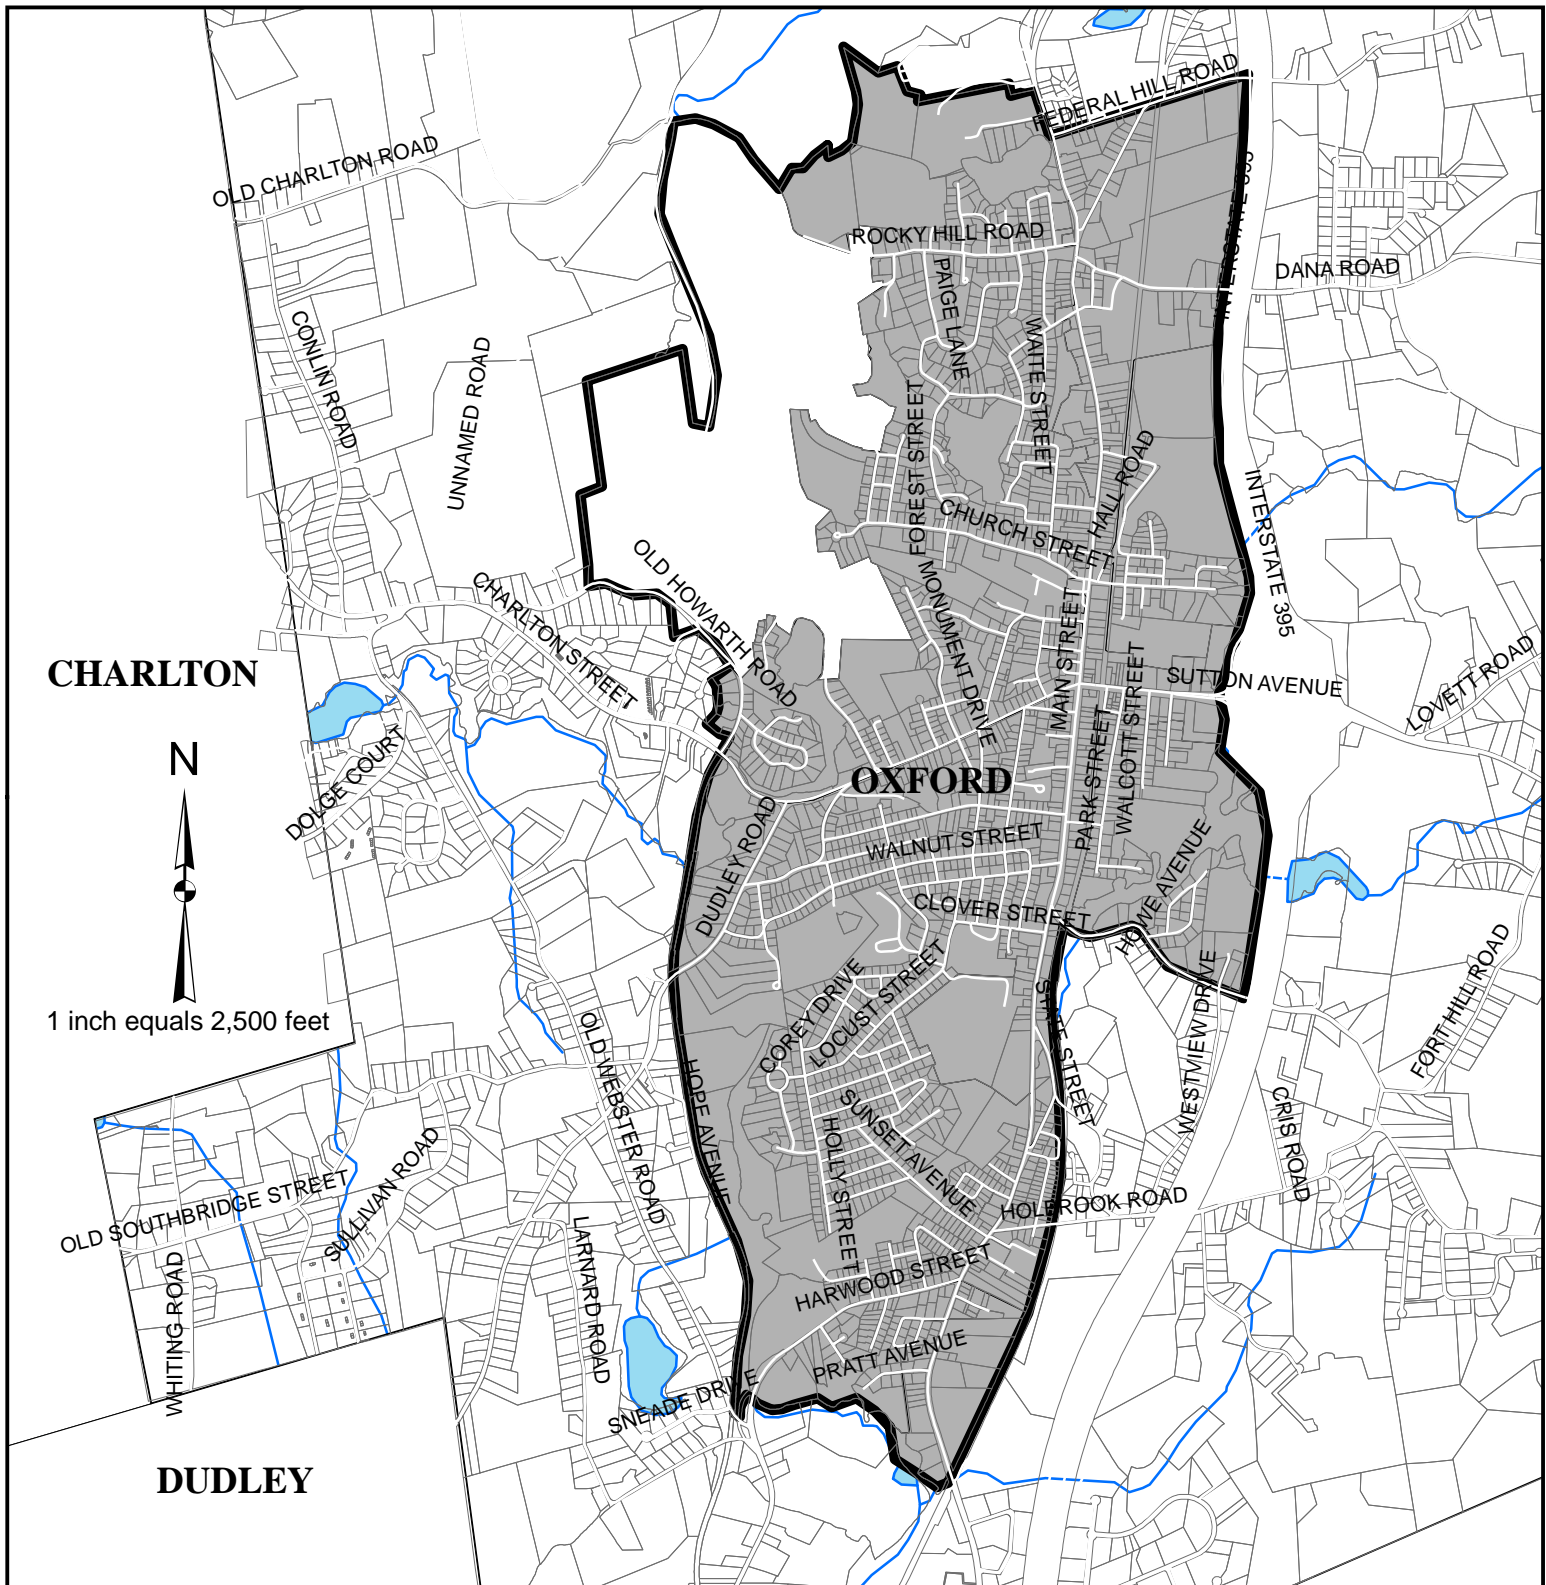 FEDERAL HILL ROAD
OLD CHARLTON ROAD
INTERSTATE 395
ROCKY HILL ROAD
DANA ROAD
PAIGE LANE
CONLIN ROAD
UNNAMED ROAD
WAITE STREET
FOREST STREET
HALL ROAD
CHURCH STREET
INTERSTATE 395
OLD HOWARTH ROAD
CHARLTON STREET
MONUMENT DRIVE
MAIN STREET
WALCOTT STREET
SUTTON AVENUE
LOVETT ROAD
CHARLTON
PARK STREET
N
DOLGE COURT
OXFORD
DUDLEY ROAD
WALNUT STREET
HOWE AVENUE
CLOVER STREET
COREY DRIVE
LOCUST STREET
STATE STREET
WESTVIEW DRIVE
FORT HILL ROAD
1 inch equals 2,500 feet
OLD WEBSTER ROAD
HOPE AVENUE
SUNSET AVENUE
HOLLY STREET
CRIS ROAD
SULLIVAN ROAD
OLD SOUTHBRIDGE STREET
HOLBROOK ROAD
WHITING ROAD
LARNARD ROAD
HARWOOD STREET
PRATT AVENUE
SNEADE DRIVE
DUDLEY